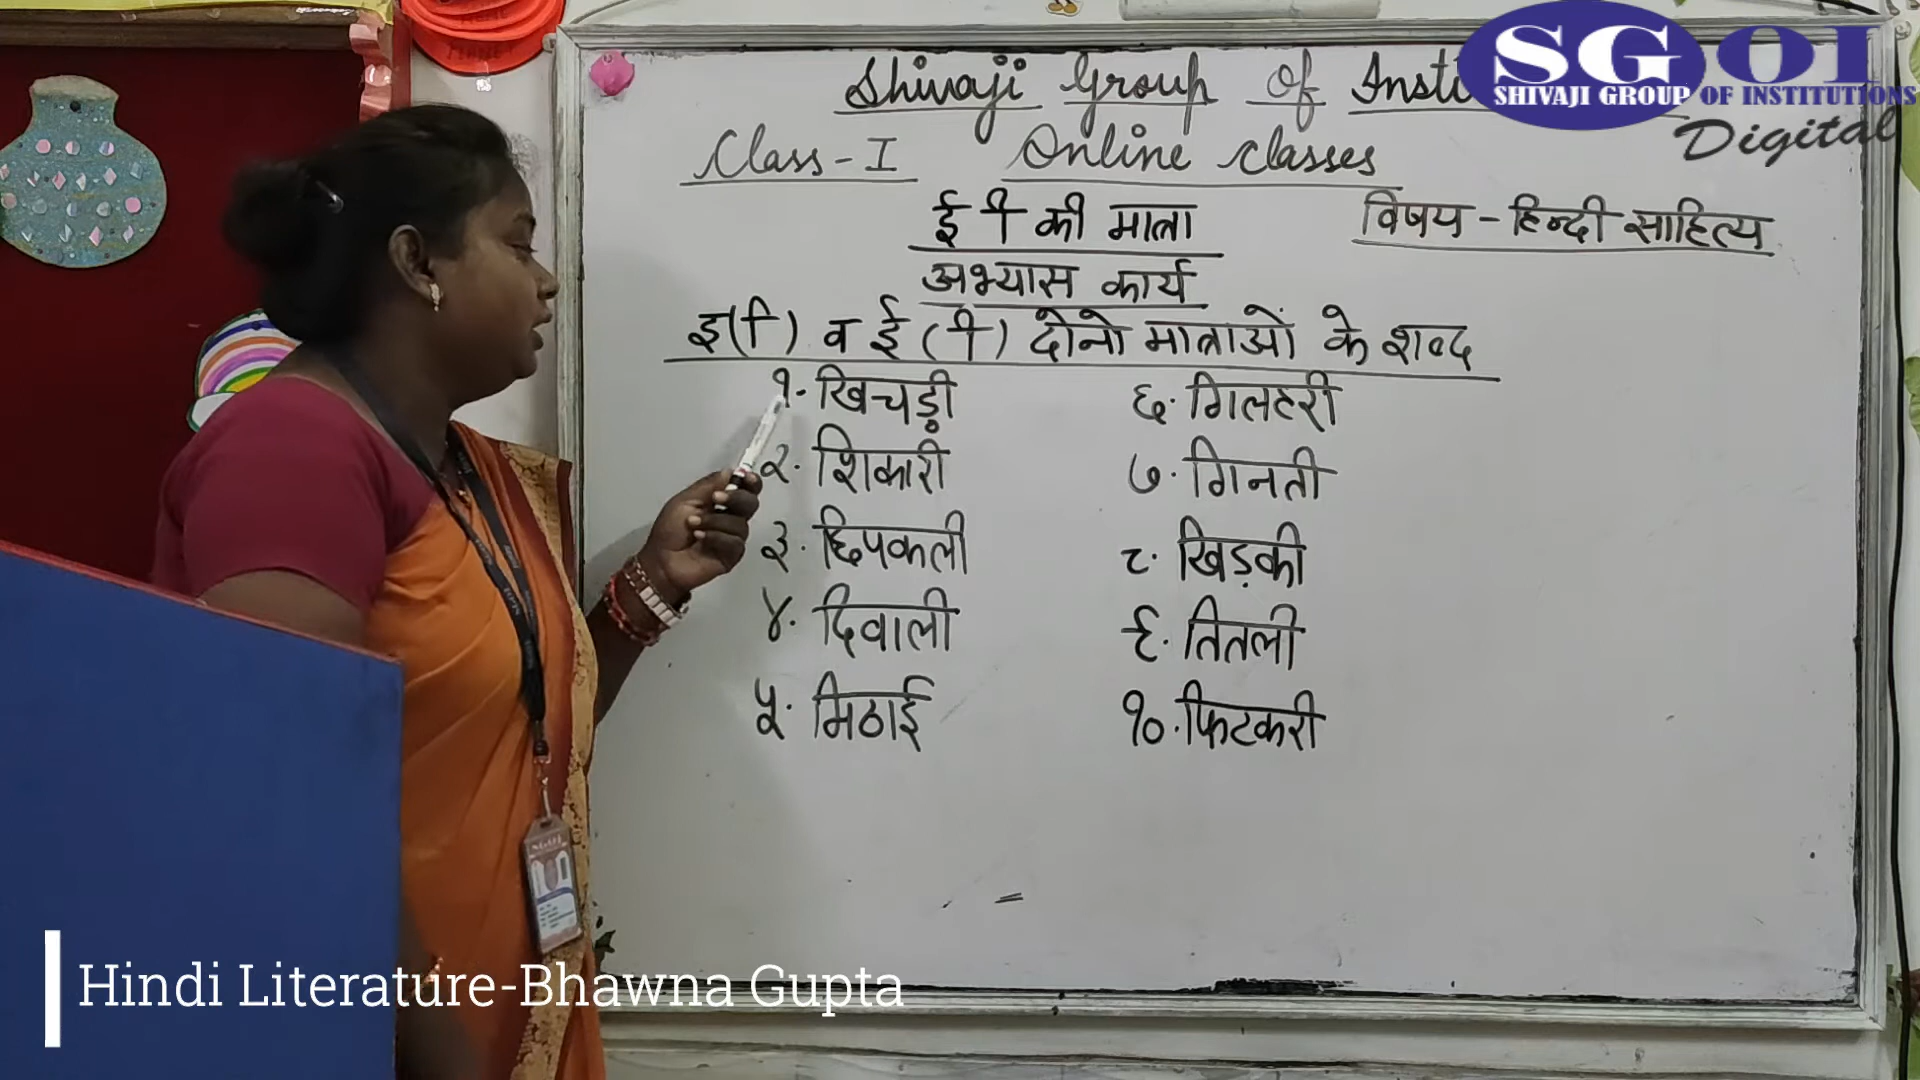 Shivaji Group Of Insti
SGOI
SHIVAJI GROUP OF INSTITUTIONS
Digital
Class-I Online classes
ई ी की मात्रा
विषय - हिन्दी साहित्य
अभ्यास कार्य
इ(ि) व ई (ी) दोनो मात्राओं के शब्द
१. खिचड़ी
६. गिलहरी
२. शिकारी
७. गिनती
३. छिपकली
८. खिड़की
४. दिवाली
९. तितली
५. मिठाई
१०. फिटकरी
SGOI
Hindi Literature-Bhawna Gupta